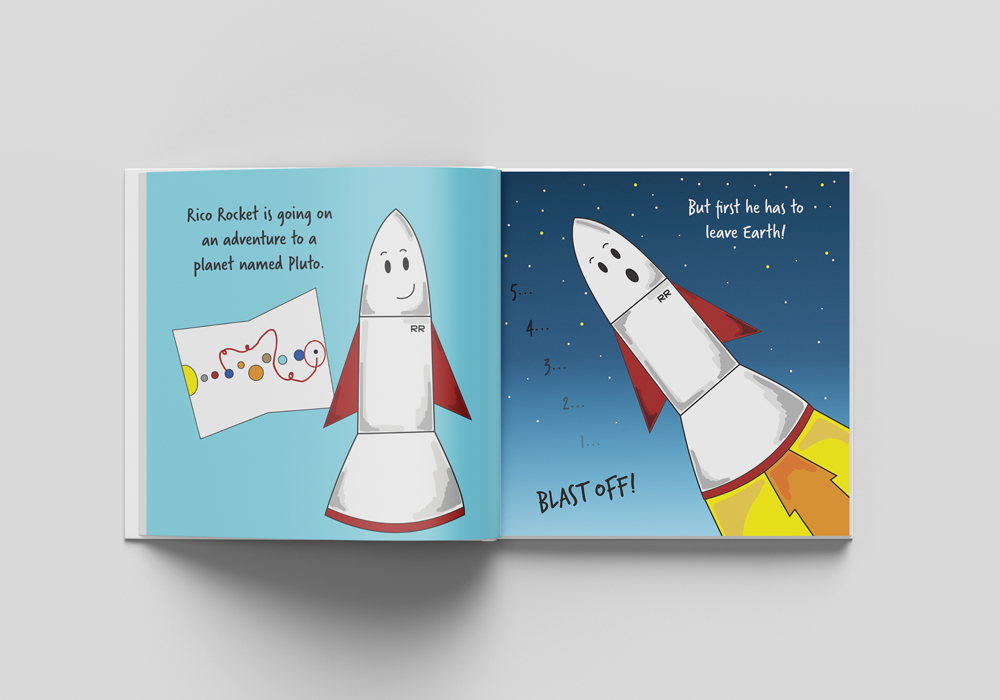 Rico Rocket is going on
an adventure to a
planet named Pluto.
RR
But first he has to
leave Earth!
RR
5...
4...
3...
2...
1...
BLAST OFF!